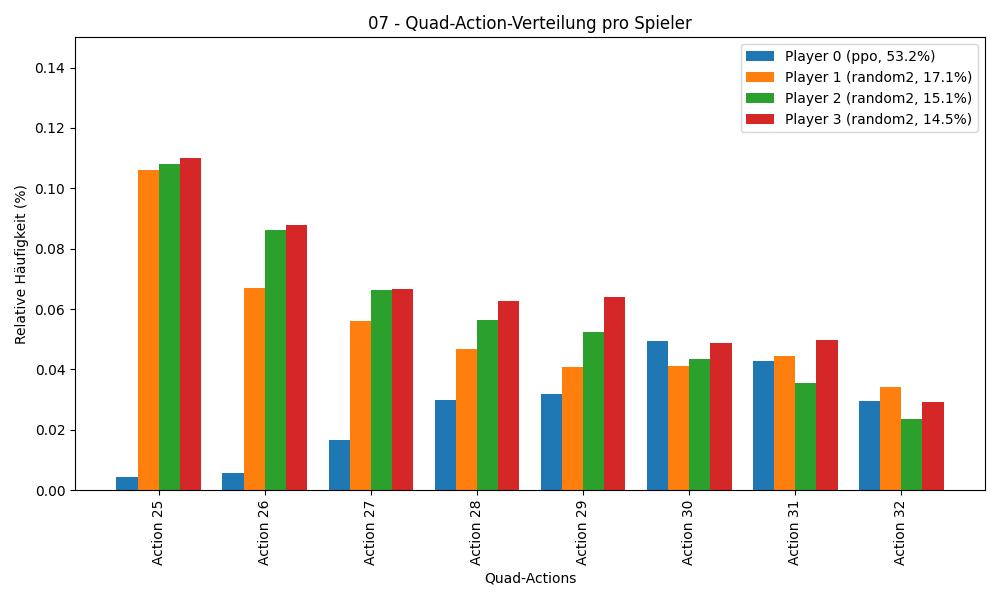 07 - Quad-Action-Verteilung pro Spieler
Player 0 (ppo, 53.2%)
Player 1 (random2, 17.1%)
Player 2 (random2, 15.1%)
Player 3 (random2, 14.5%)
Relative Häufigkeit (%)
0.14
0.12
0.10
0.08
0.06
0.04
0.02
0.00
Action 25
Action 26
Action 27
Action 28
Action 29
Action 30
Action 31
Action 32
Quad-Actions